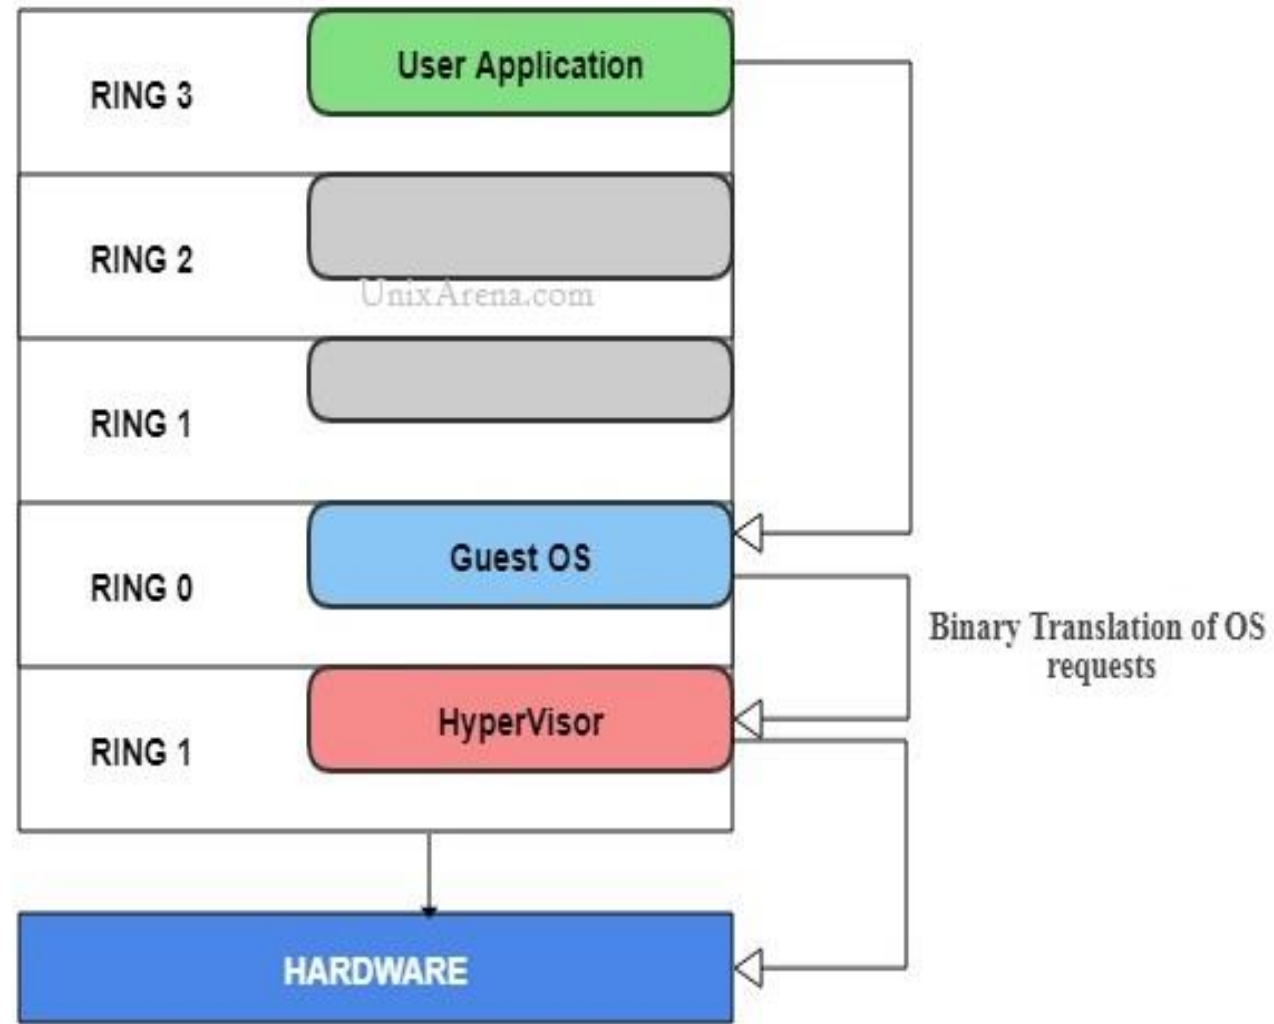 RING 3
User Application
RING 2
UnixArena.com
RING 1
RING 0
Guest OS
Binary Translation of OS
requests
RING 1
HyperVisor
HARDWARE